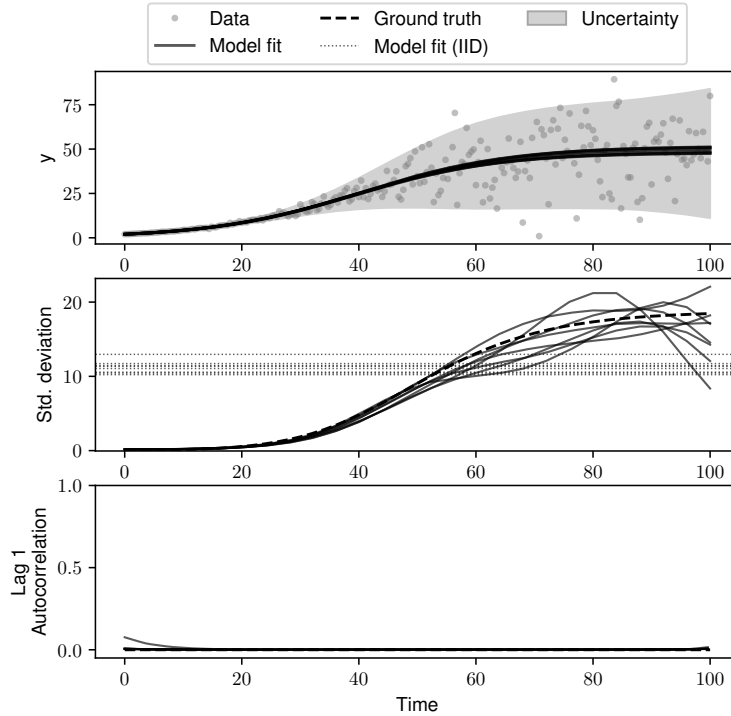 Data
Ground truth
Uncertainty
Model fit
Model fit (IID)
75
50
25
0
y
0 20 40 60 80 100
20
10
0
Std. deviation
0 20 40 60 80 100
1.0
0.5
0.0
Lag 1
Autocorrelation
0 20 40 60 80 100
Time